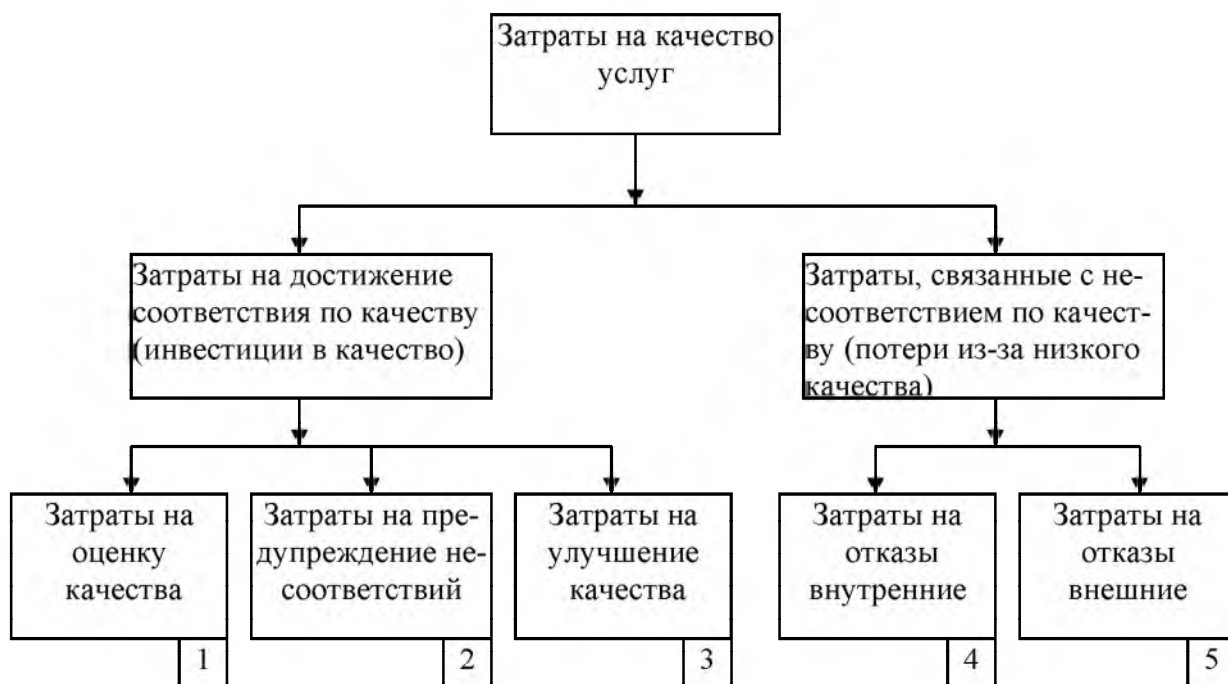 Затраты на качество
услуг
Затраты на достижение
соответствия по качеству
(инвестиции в качество)
Затраты, связанные с не-
соответствием по качест-
ву (потери из-за низкого
качества)
Затраты на
оценку
качества
1
Затраты на пре-
дупреждение не-
соответствий
2
Затраты на
улучшение
качества
3
Затраты на
отказы
внутренние
4
Затраты на
отказы
внешние
5